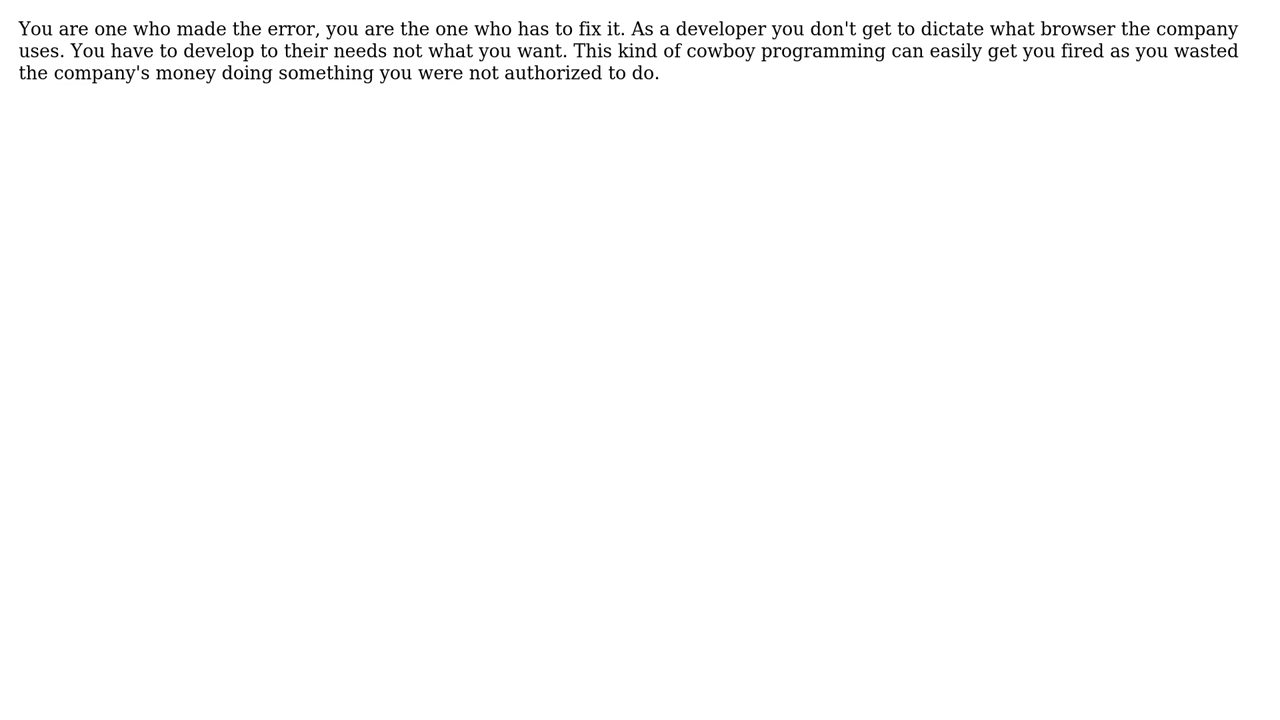 You are one who made the error, you are the one who has to fix it. As a developer you don't get to dictate what browser the company
uses. You have to develop to their needs not what you want. This kind of cowboy programming can easily get you fired as you wasted
the company's money doing something you were not authorized to do.